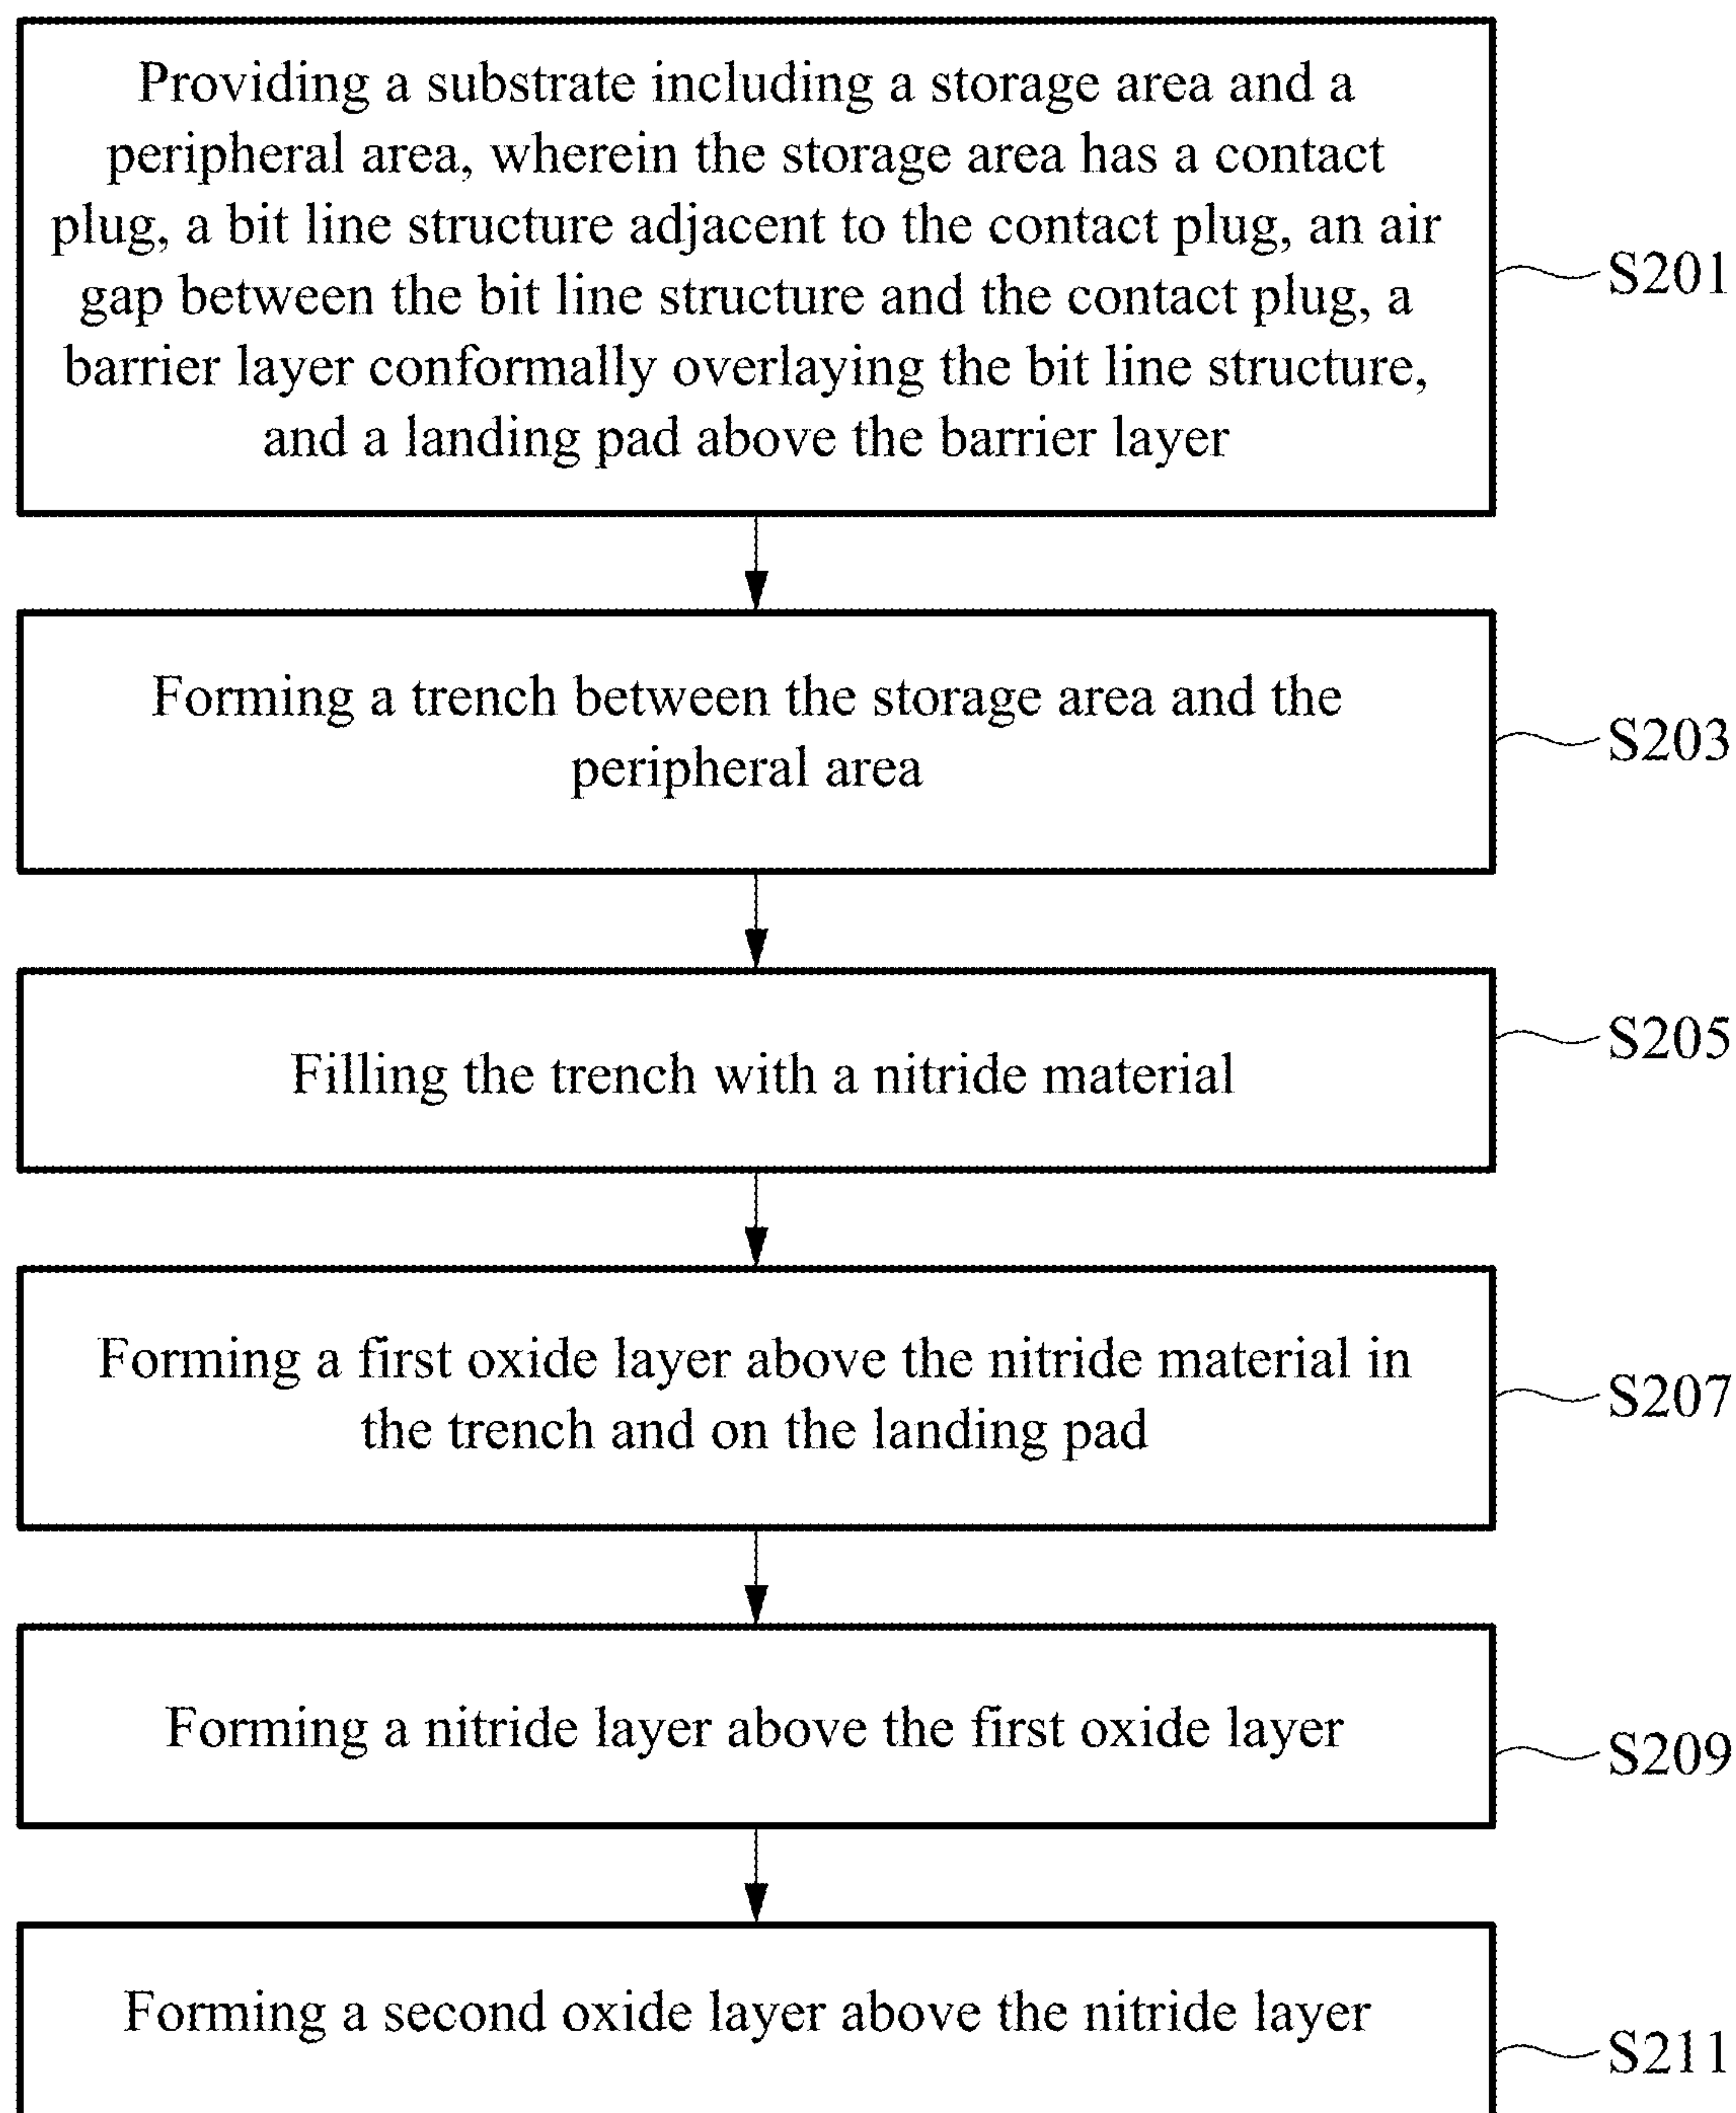 Providing a substrate including a storage area and a
peripheral area, wherein the storage area has a contact
plug, a bit line structure adjacent to the contact plug, an air
gap between the bit line structure and the contact plug, a
barrier layer conformally overlaying the bit line structure,
and a landing pad above the barrier layer
S201
Forming a trench between the storage area and the
peripheral area
S203
Filling the trench with a nitride material
S205
Forming a first oxide layer above the nitride material in
the trench and on the landing pad
S207
Forming a nitride layer above the first oxide layer
S209
Forming a second oxide layer above the nitride layer
S211